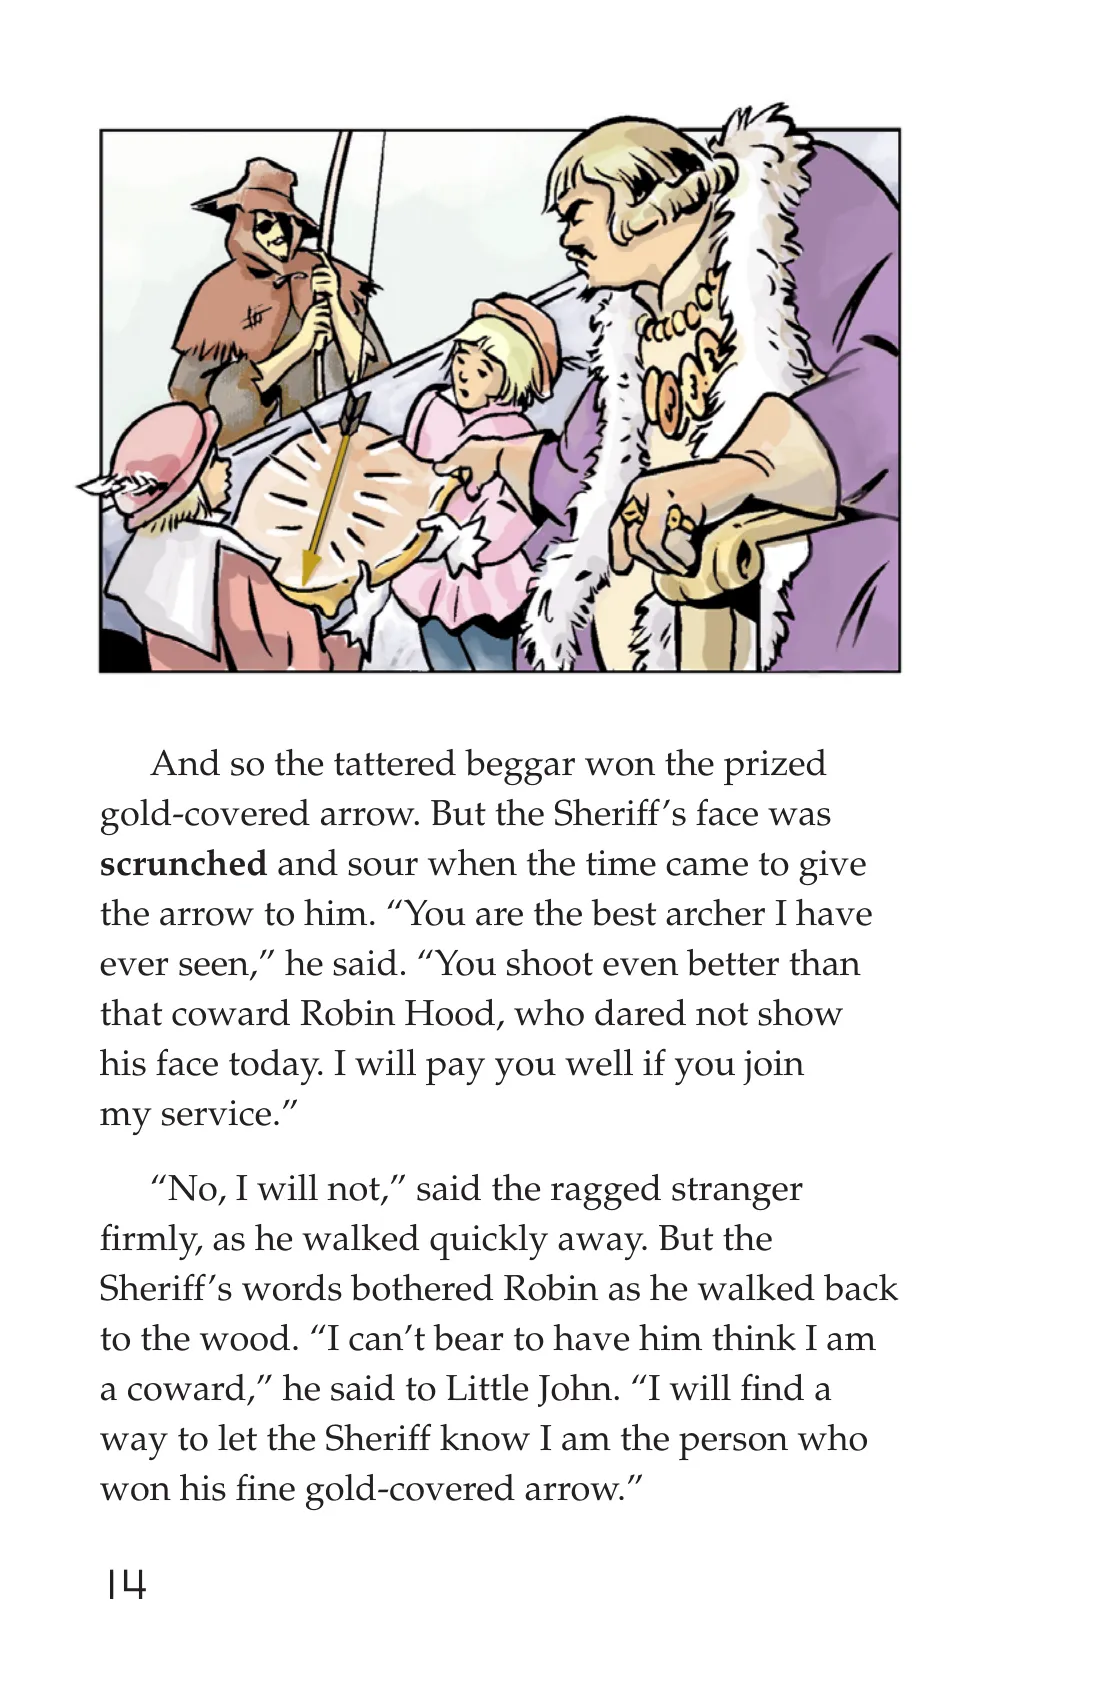 And so the tattered beggar won the prized
gold-covered arrow. But the Sheriff’s face was
scrunched and sour when the time came to give
the arrow to him. “You are the best archer I have
ever seen,” he said. “You shoot even better than
that coward Robin Hood, who dared not show
his face today. I will pay you well if you join
my service.”
“No, I will not,” said the ragged stranger
firmly, as he walked quickly away. But the
Sheriff’s words bothered Robin as he walked back
to the wood. “I can’t bear to have him think I am
a coward,” he said to Little John. “I will find a
way to let the Sheriff know I am the person who
won his fine gold-covered arrow.”
14